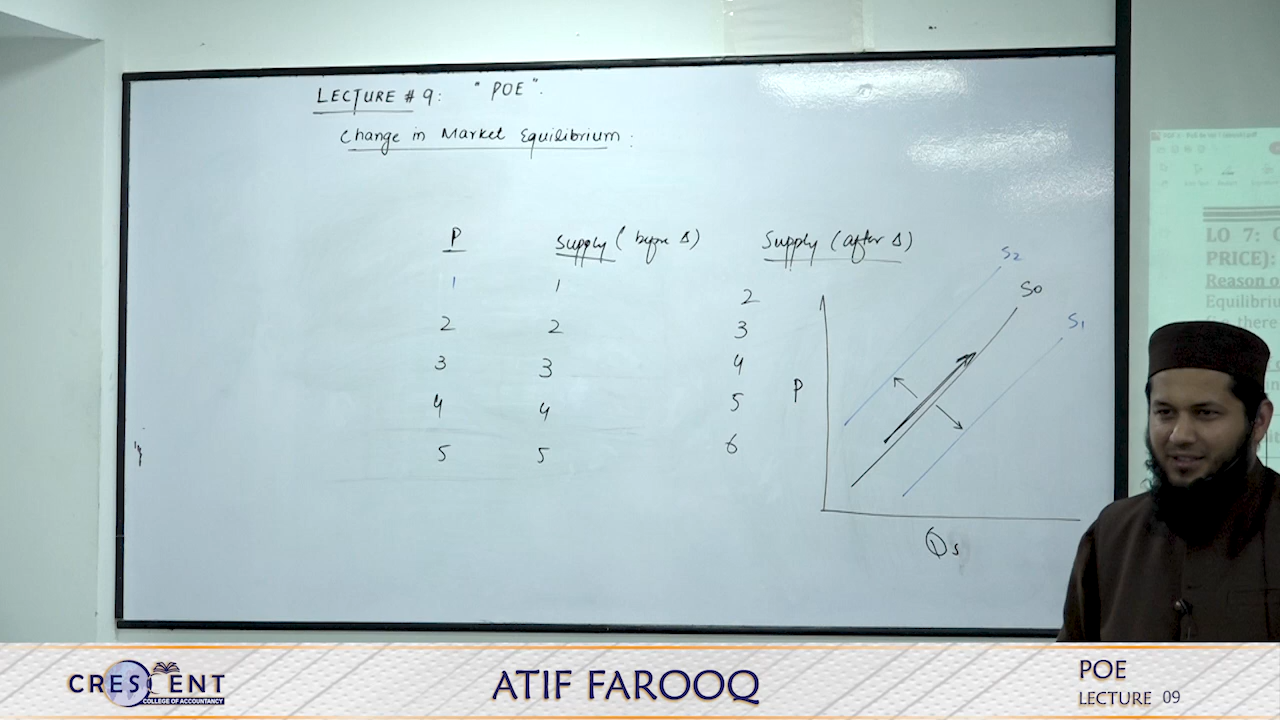 LECTURE # 9: "POE".
Change in Market Equilibrium:
P Supply (before Δ) Supply (after Δ)
1 1 2
2 2 3
3 3 4
4 4 5
5 5 6
S2
S0
S1
P
Qs
LO 7:
PRICE):
Reason o
Equilibriu
there
CRESCENT
COLLEGE OF ACCOUNTANCY
ATIF FAROOQ
POE
LECTURE 09